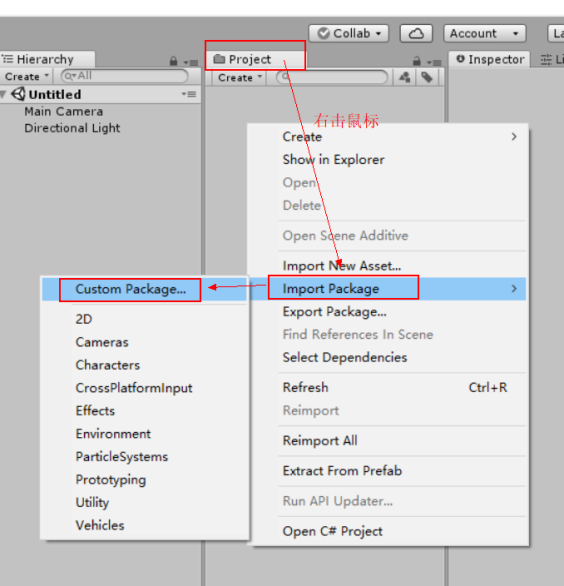 Collab
Account
La
Hierarchy
Project
Inspector
Li
Create
All
Create
Untitled
Main Camera
Directional Light
右击鼠标
Create
Show in Explorer
Open
Delete
Open Scene Additive
Import New Asset...
Import Package
Export Package...
Find References In Scene
Select Dependencies
Refresh Ctrl+R
Reimport
Reimport All
Extract From Prefab
Run API Updater...
Open C# Project
Custom Package...
2D
Cameras
Characters
CrossPlatformInput
Effects
Environment
ParticleSystems
Prototyping
Utility
Vehicles